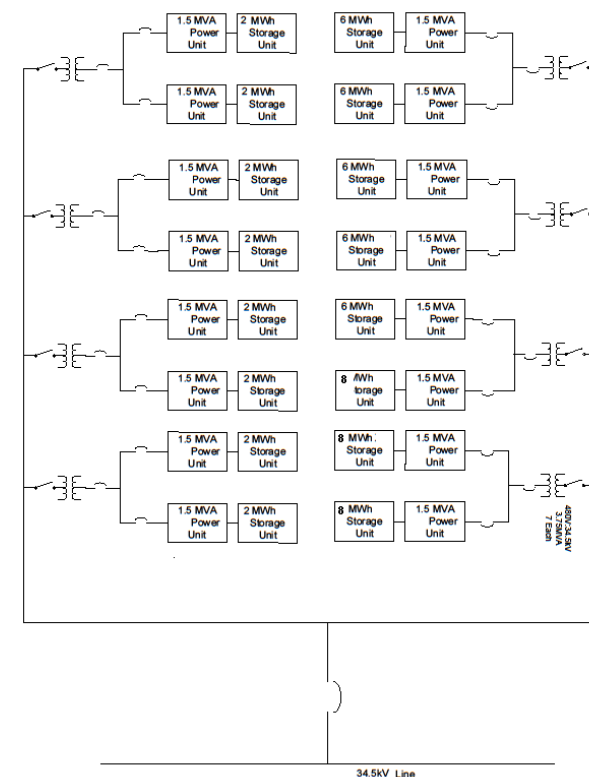 1.5 MVA
Power
Unit
2 MWh
Storage
Unit
6 MWh
Storage
Unit
1.5 MVA
Power
Unit
1.5 MVA
Power
Unit
2 MWh
Storage
Unit
6 MWh
Storage
Unit
1.5 MVA
Power
Unit
1.5 MVA
Power
Unit
2 MWh
Storage
Unit
6 MWh
Storage
Unit
1.5 MVA
Power
Unit
1.5 MVA
Power
Unit
2 MWh
Storage
Unit
6 MWh
Storage
Unit
1.5 MVA
Power
Unit
1.5 MVA
Power
Unit
2 MWh
Storage
Unit
6 MWh
Storage
Unit
1.5 MVA
Power
Unit
1.5 MVA
Power
Unit
2 MWh
Storage
Unit
8 /Wh
torage
Unit
1.5 MVA
Power
Unit
1.5 MVA
Power
Unit
2 MWh
Storage
Unit
8 MWh
Storage
Unit
1.5 MVA
Power
Unit
1.5 MVA
Power
Unit
2 MWh
Storage
Unit
8 MWh
Storage
Unit
1.5 MVA
Power
Unit
480V:34.5kV
3.75MVA
7 Each
34.5kV Line